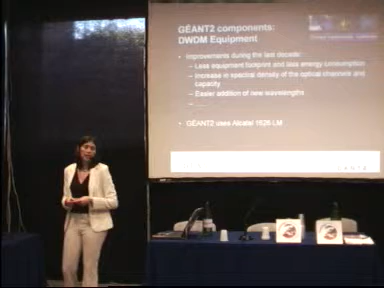 GÉANT2 components:
DWDM Equipment
• Improvements during the last decade:
– Less equipment footprint and less energy consumption
– Increase in spectral density of the optical channels and
capacity
– Easier addition of new wavelengths
– ......
• GÉANT2 uses Alcatel 1626 LM